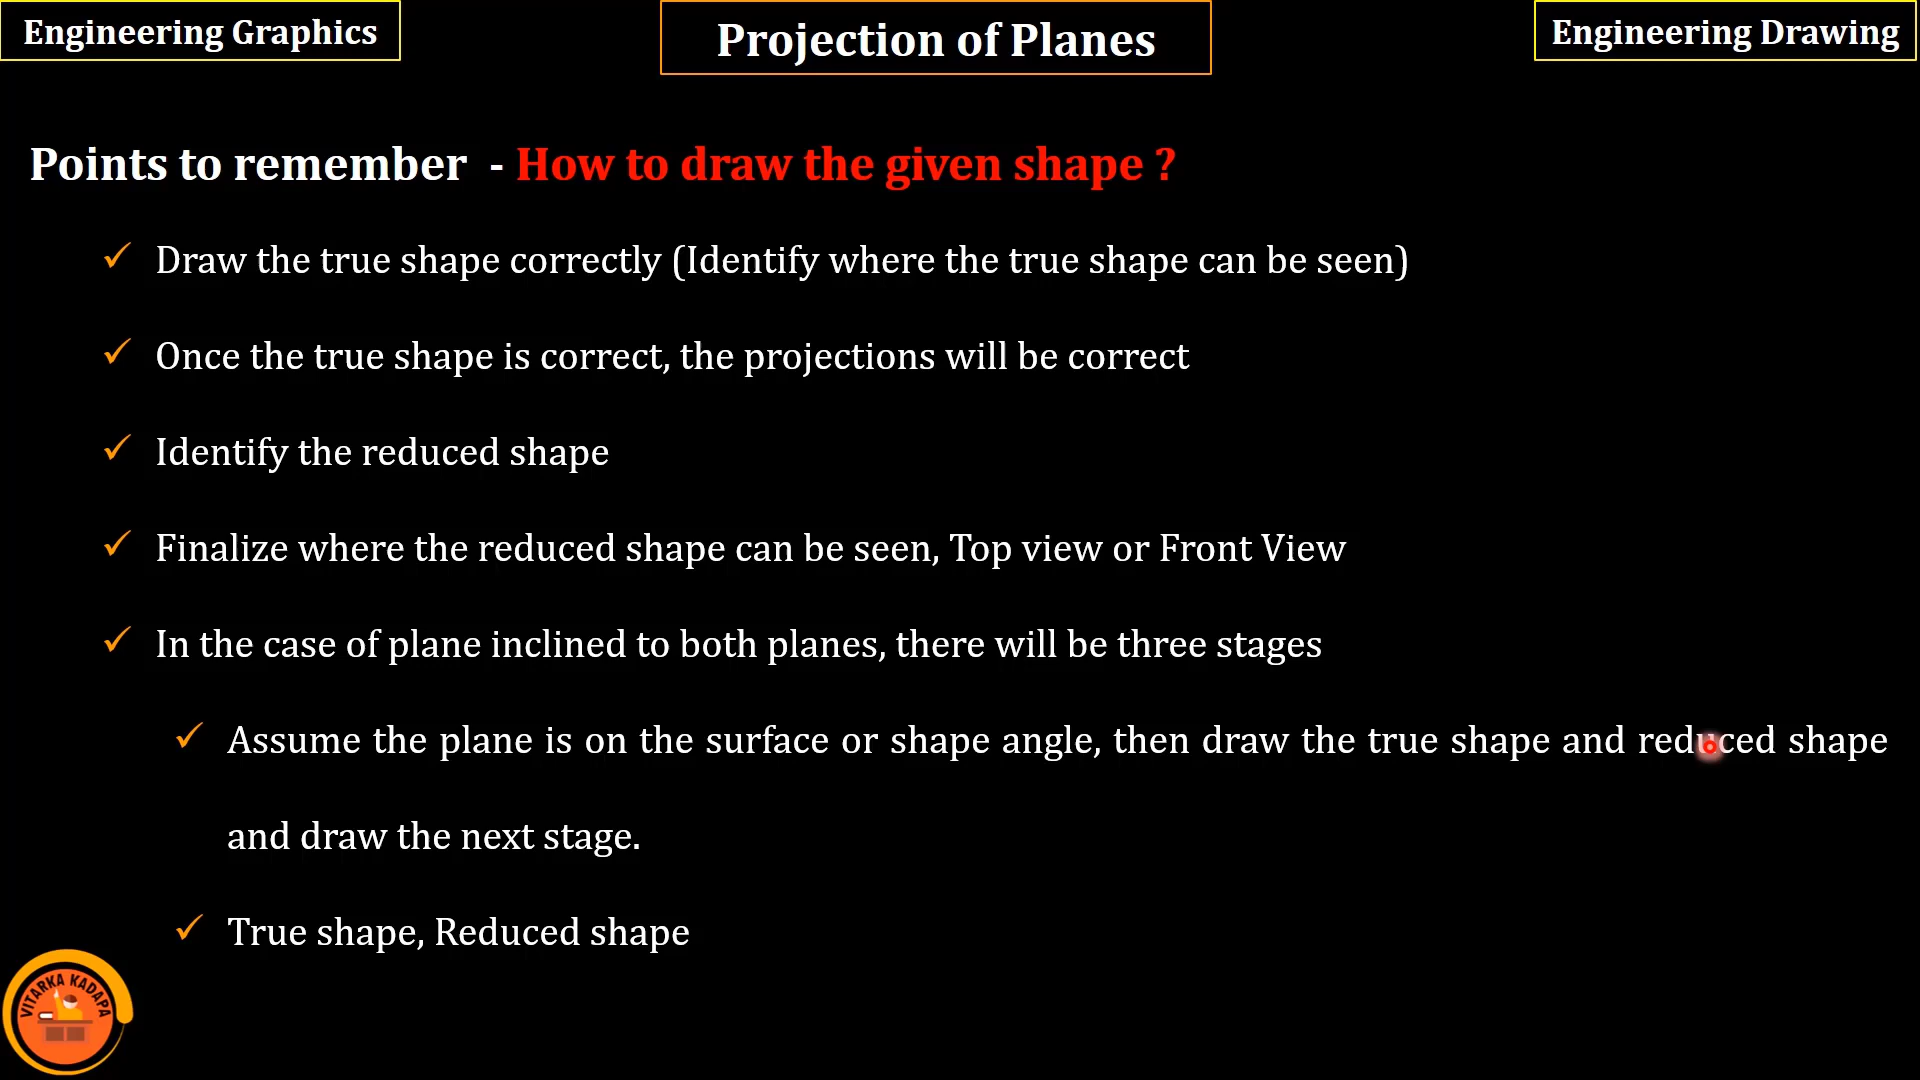 Engineering Graphics
Projection of Planes
Engineering Drawing
Points to remember - How to draw the given shape ?
Draw the true shape correctly (Identify where the true shape can be seen)
Once the true shape is correct, the projections will be correct
Identify the reduced shape
Finalize where the reduced shape can be seen, Top view or Front View
In the case of plane inclined to both planes, there will be three stages
Assume the plane is on the surface or shape angle, then draw the true shape and reduced shape
and draw the next stage.
True shape, Reduced shape
VITARKA KADAPA